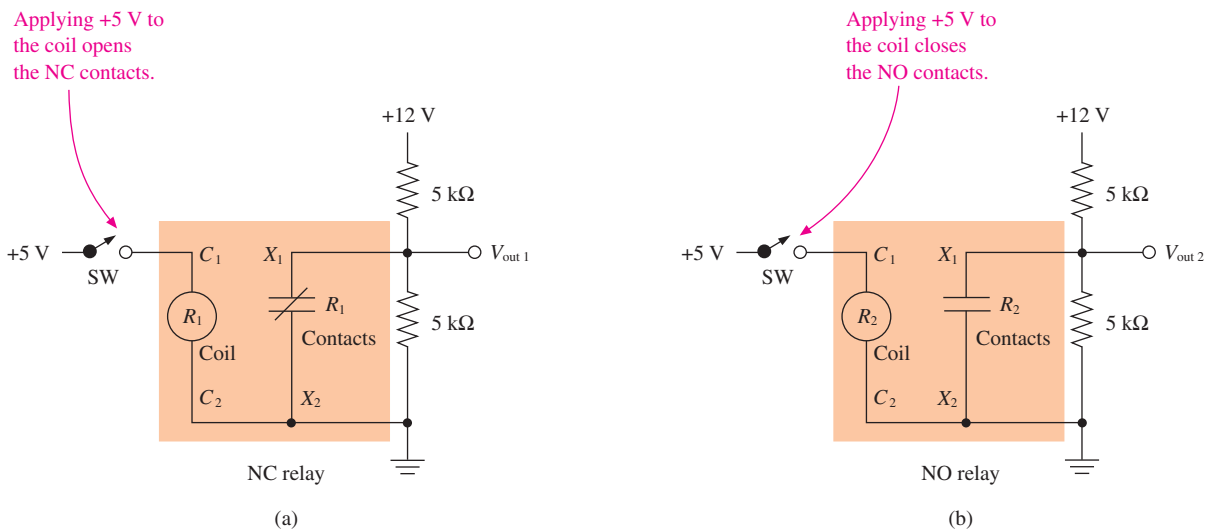 Applying +5 V to
the coil opens
the NC contacts.
+12 V
5 kΩ
+5 V
SW
C1
X1
Vout 1
R1
R1
5 kΩ
Coil
Contacts
C2
X2
NC relay
(a)
Applying +5 V to
the coil closes
the NO contacts.
+12 V
5 kΩ
+5 V
SW
C1
X1
Vout 2
R2
R2
5 kΩ
Coil
Contacts
C2
X2
NO relay
(b)